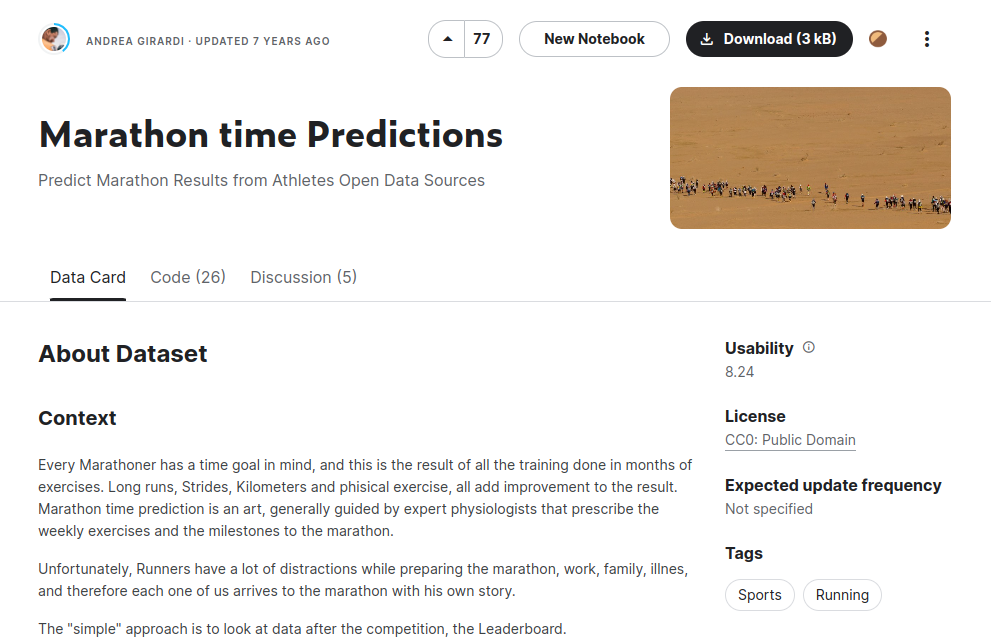 ANDREA GIRARDI · UPDATED 7 YEARS AGO
77
New Notebook
Download (3 kB)
Marathon time Predictions
Predict Marathon Results from Athletes Open Data Sources
Data Card
Code (26)
Discussion (5)
About Dataset
Context
Every Marathoner has a time goal in mind, and this is the result of all the training done in months of
exercises. Long runs, Strides, Kilometers and phisical exercise, all add improvement to the result.
Marathon time prediction is an art, generally guided by expert physiologists that prescribe the
weekly exercises and the milestones to the marathon.
Unfortunately, Runners have a lot of distractions while preparing the marathon, work, family, illnes,
and therefore each one of us arrives to the marathon with his own story.
The "simple" approach is to look at data after the competition, the Leaderboard.
Usability
8.24
License
CC0: Public Domain
Expected update frequency
Not specified
Tags
Sports
Running